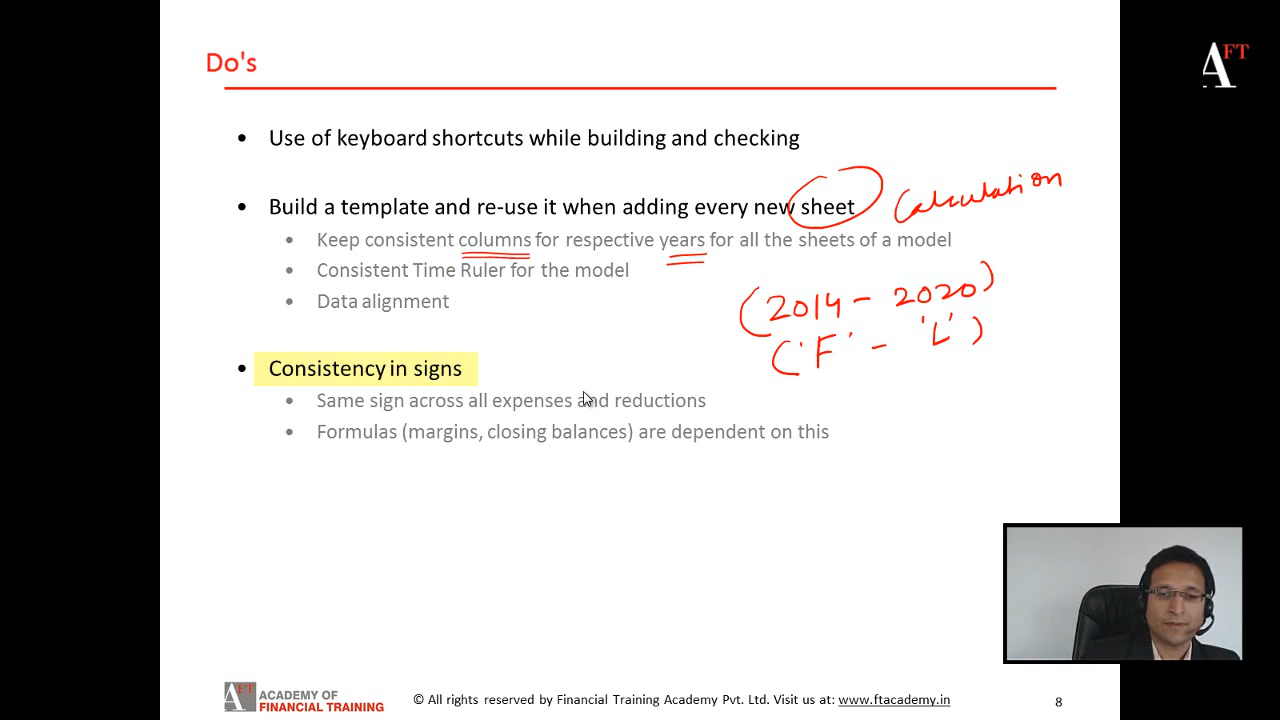 AFT
Do's
• Use of keyboard shortcuts while building and checking
• Build a template and re-use it when adding every new sheet
Calculation
• Keep consistent columns for respective years for all the sheets of a model
• Consistent Time Ruler for the model
• Data alignment
(2014 - 2020)
('F' - 'L')
• Consistency in signs
• Same sign across all expenses and reductions
• Formulas (margins, closing balances) are dependent on this
AFT ACADEMY OF
FINANCIAL TRAINING
© All rights reserved by Financial Training Academy Pvt. Ltd. Visit us at: www.ftacademy.in
8